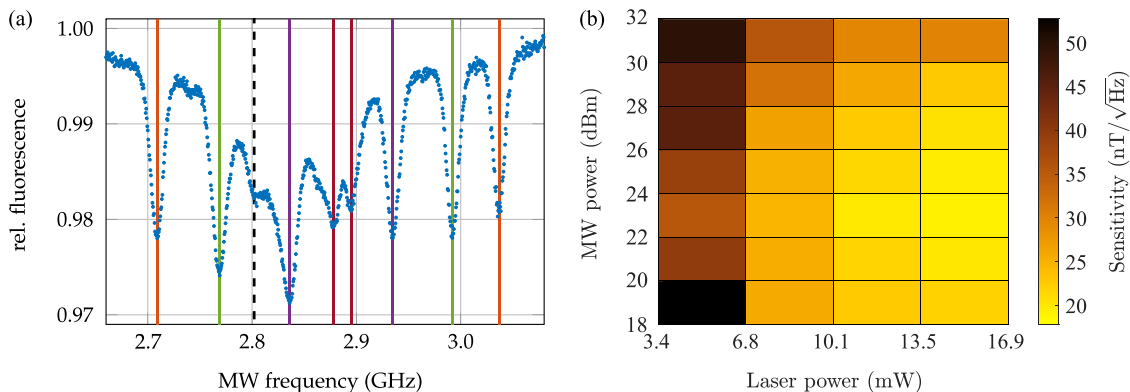 (a)
1.00
0.99
0.98
0.97
rel. fluorescence
2.7 2.8 2.9 3.0
MW frequency (GHz)
(b)
32
30
28
26
24
22
20
18
MW power (dBm)
3.4 6.8 10.1 13.5 16.9
Laser power (mW)
50
45
40
35
30
25
20
Sensitivity (nT/√Hz)